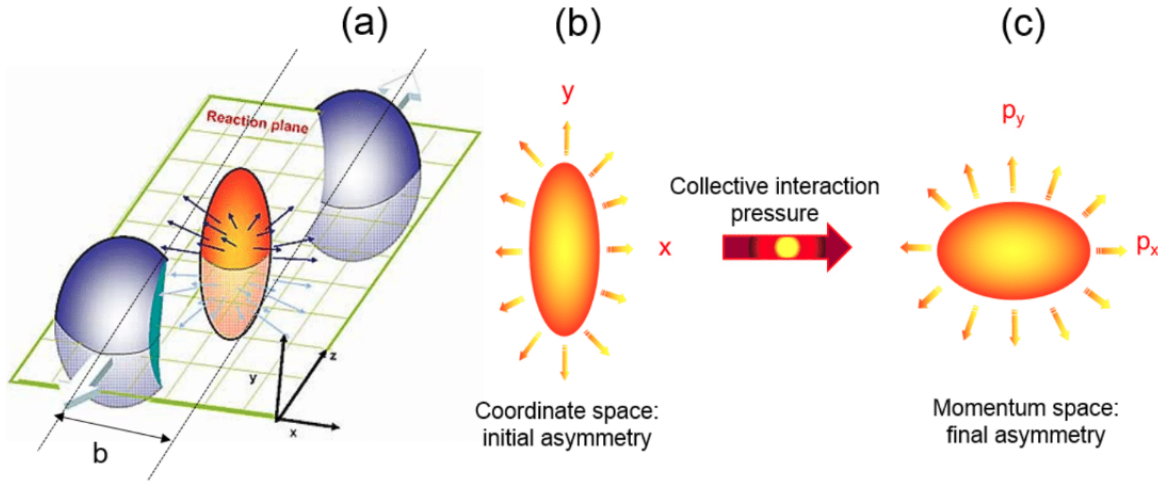 (a)
Reaction plane
z
y
x
b
(b)
y
x
Coordinate space:
initial asymmetry
Collective interaction
pressure
(c)
p_y
p_x
Momentum space:
final asymmetry